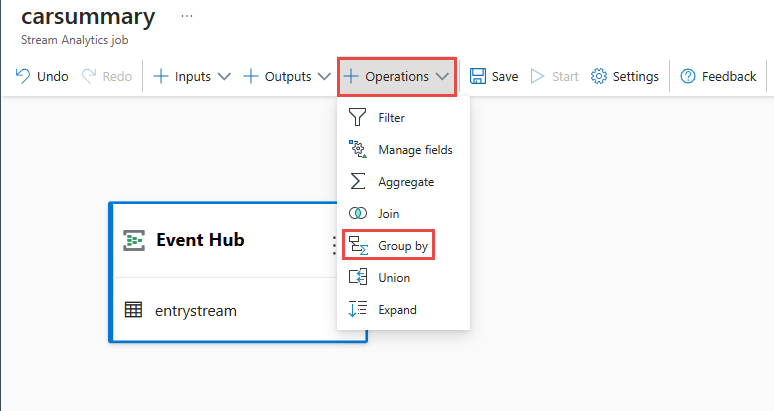 carsummary ...
Stream Analytics job
Undo Redo Inputs Outputs Operations Save Start Settings Feedback
Filter
Manage fields
Aggregate
Join
Group by
Union
Expand
Event Hub
entrystream